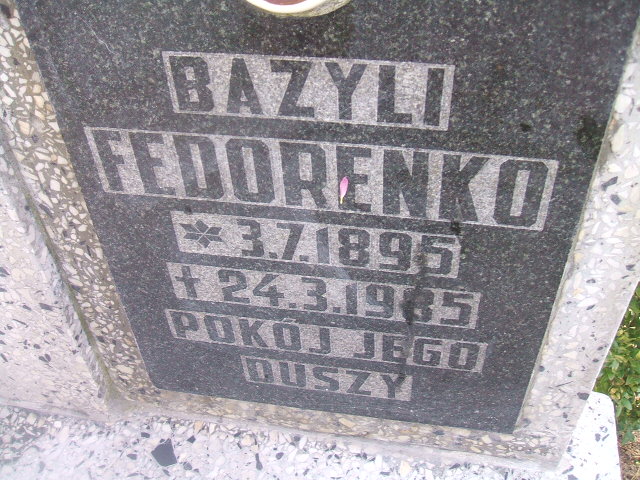 BAZYLI
FEDORENKO
* 3.7.1895
† 24.3.1985
POKÓJ JEGO
DUSZY